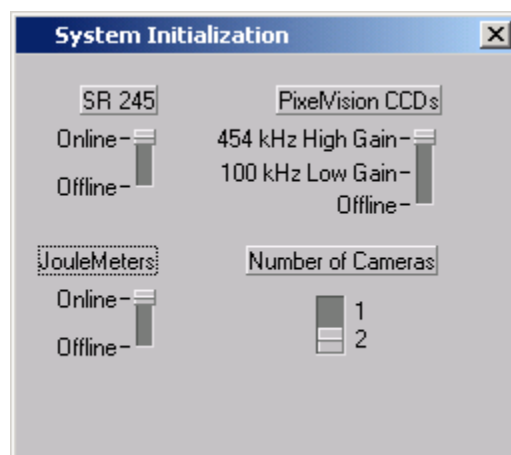 System Initialization
SR 245
Online
Offline
PixelVision CCDs
454 kHz High Gain
100 kHz Low Gain
Offline
JouleMeters
Online
Offline
Number of Cameras
1
2